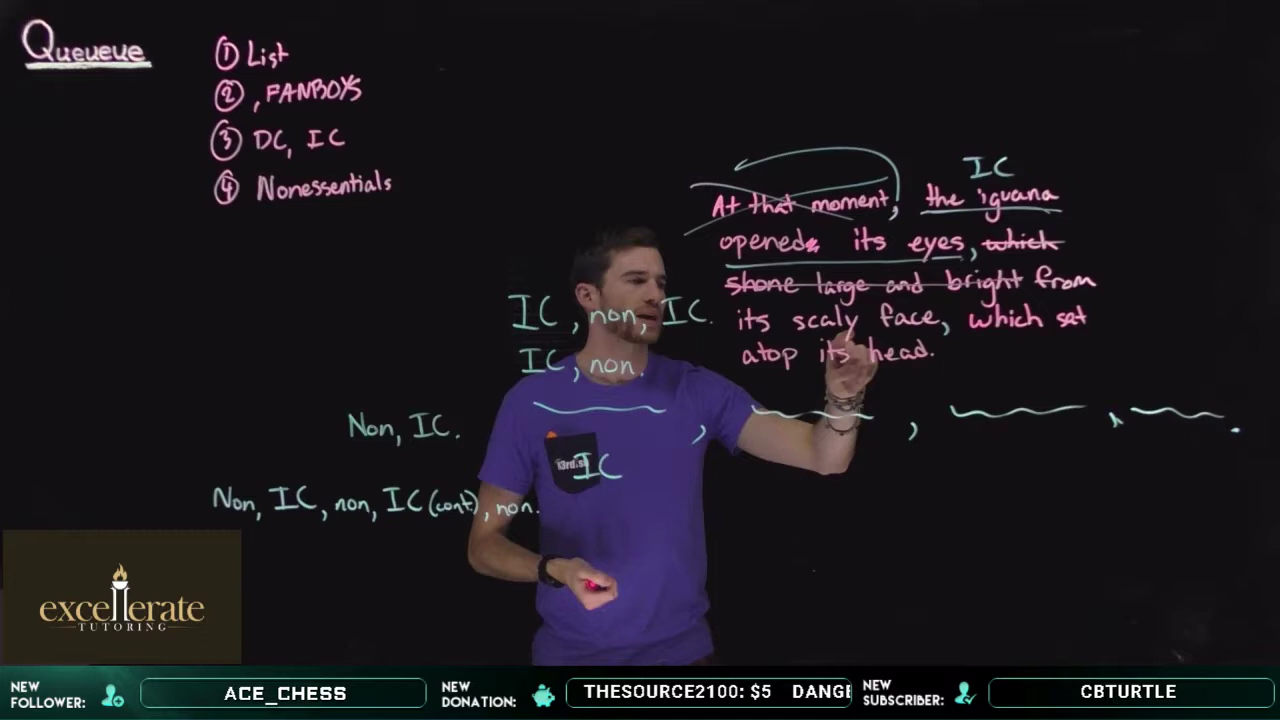 Queueue
① List
② , FANBOYS
③ DC, IC
④ Nonessentials
IC
At that moment, the iguana
opened its eyes, which
shone large and bright from
its scaly face, which sat
atop its head.
IC, non, IC.
IC, non.
, , , .
Non, IC.
IC
Non, IC, non, IC (cont.), non.
excellerate
TUTORING
NEW FOLLOWER: ACE_CHESS
NEW DONATION: THESOURCE2100: $5 DANGE
NEW SUBSCRIBER: CBTURTLE